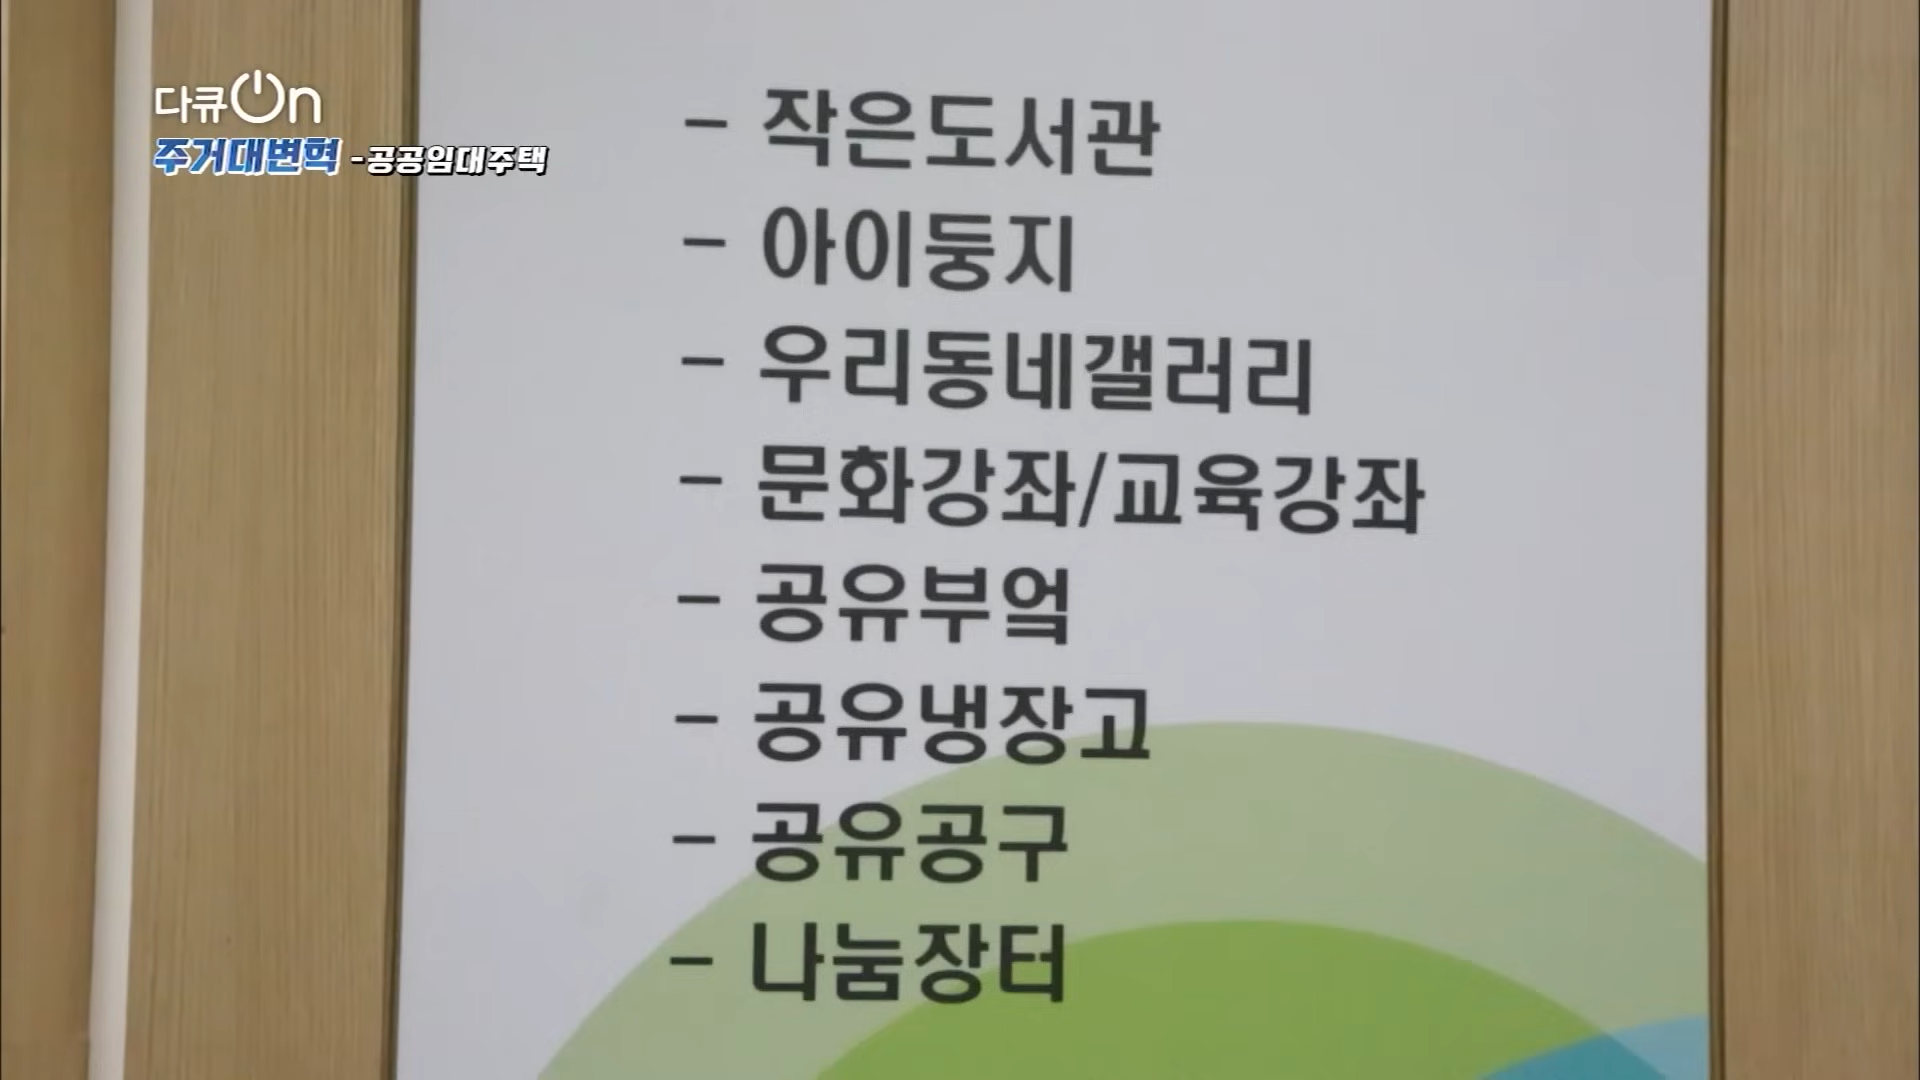 다큐On
주거대변혁 -공공임대주택
- 작은도서관
- 아이둥지
- 우리동네갤러리
- 문화강좌/교육강좌
- 공유부엌
- 공유냉장고
- 공유공구
- 나눔장터